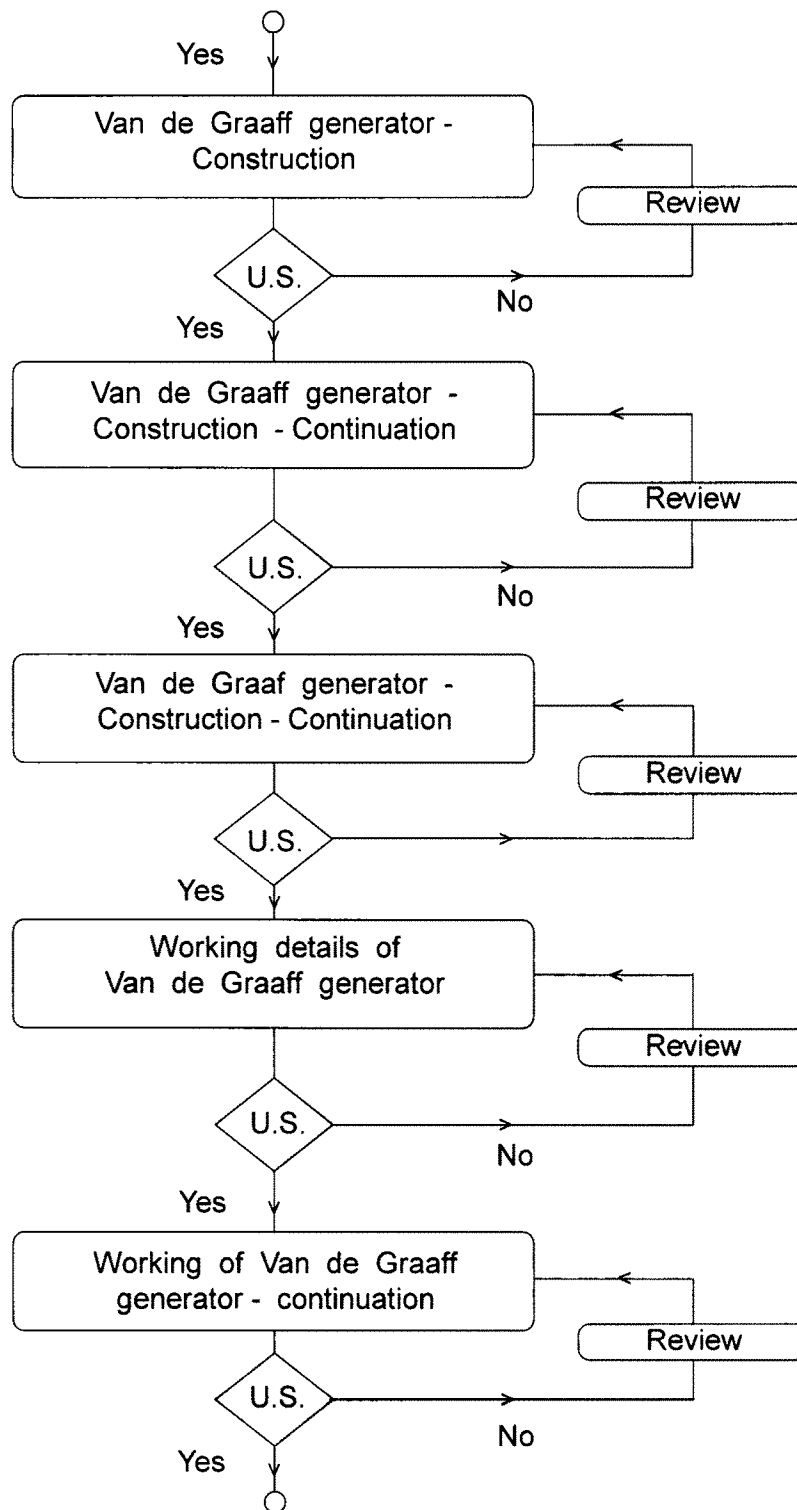 Yes
Van de Graaff generator -
Construction
Review
U.S.
No
Yes
Van de Graaff generator -
Construction - Continuation
Review
U.S.
No
Yes
Van de Graaf generator -
Construction - Continuation
Review
U.S.
Yes
Working details of
Van de Graaff generator
Review
U.S.
No
Yes
Working of Van de Graaff
generator - continuation
Review
U.S.
No
Yes